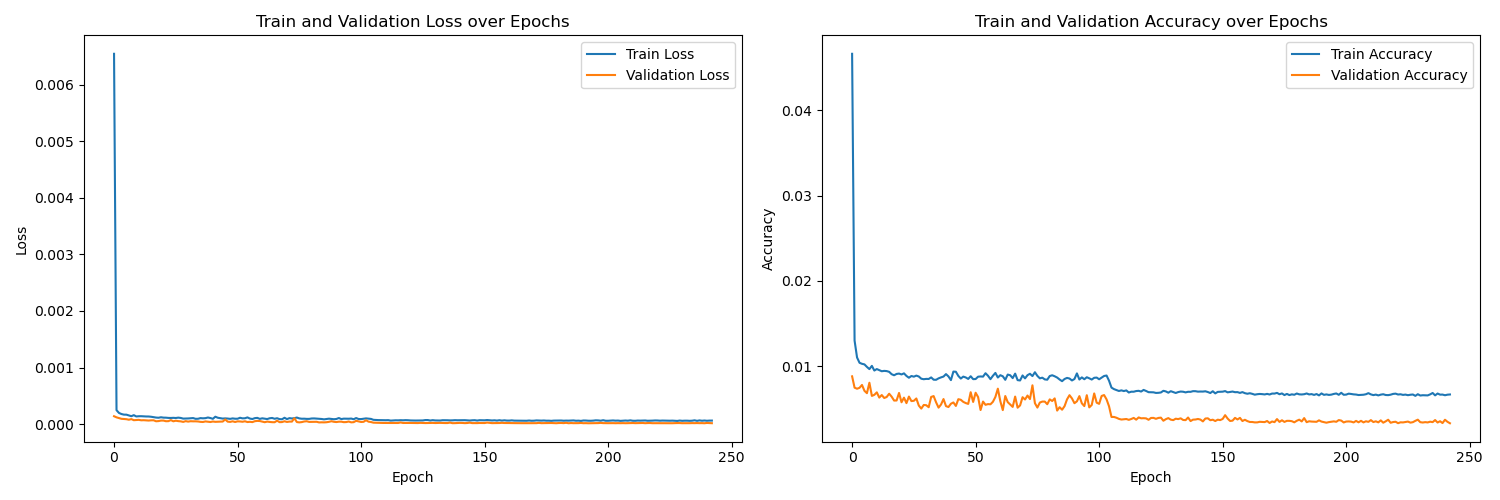 Train and Validation Loss over Epochs
Train Loss
Validation Loss
0.006
0.005
0.004
0.003
0.002
0.001
0.000
Loss
0
50
100
150
200
250
Epoch
Train and Validation Accuracy over Epochs
Train Accuracy
Validation Accuracy
0.04
0.03
0.02
0.01
Accuracy
0
50
100
150
200
250
Epoch